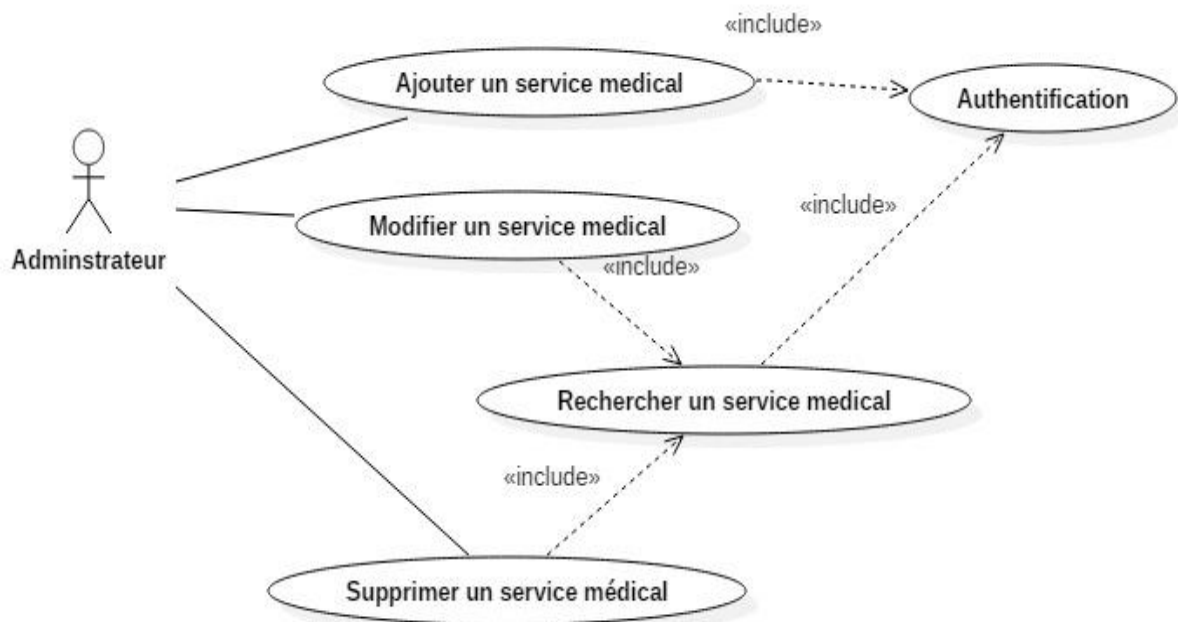 «include»
Ajouter un service medical
Authentification
«include»
Modifier un service medical
Adminstrateur
«include»
Rechercher un service medical
«include»
Supprimer un service médical